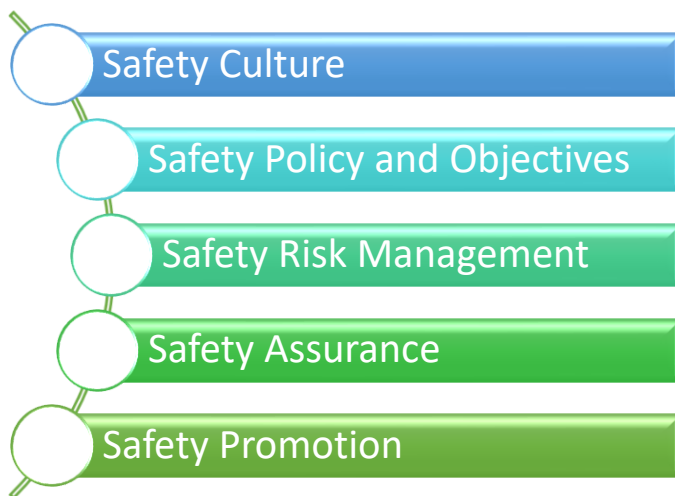 Safety Culture
Safety Policy and Objectives
Safety Risk Management
Safety Assurance
Safety Promotion